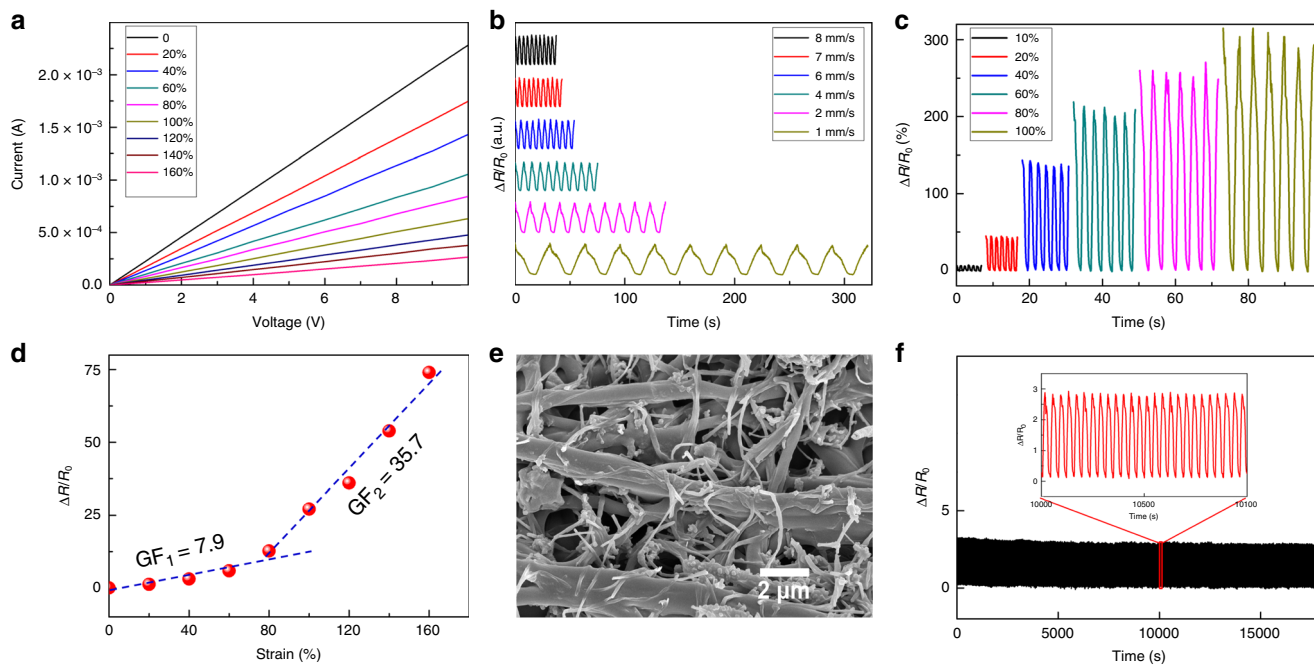 a
0
20%
40%
60%
80%
100%
120%
140%
160%
2.0 × 10⁻³
1.5 × 10⁻³
1.0 × 10⁻³
5.0 × 10⁻⁴
0.0
Current (A)
0 2 4 6 8
Voltage (V)
b
8 mm/s
7 mm/s
6 mm/s
4 mm/s
2 mm/s
1 mm/s
ΔR/R₀ (a.u.)
0 100 200 300
Time (s)
c
10%
20%
40%
60%
80%
100%
300
150
0
ΔR/R₀ (%)
0 20 40 60 80
Time (s)
d
75
50
25
0
ΔR/R₀
GF₁ = 7.9
GF₂ = 35.7
0 40 80 120 160
Strain (%)
e
2 μm
f
5
0
ΔR/R₀
0 5000 10000 15000
Time (s)
3
2
1
0
ΔR/R₀
10000 10500 10100
Time (s)